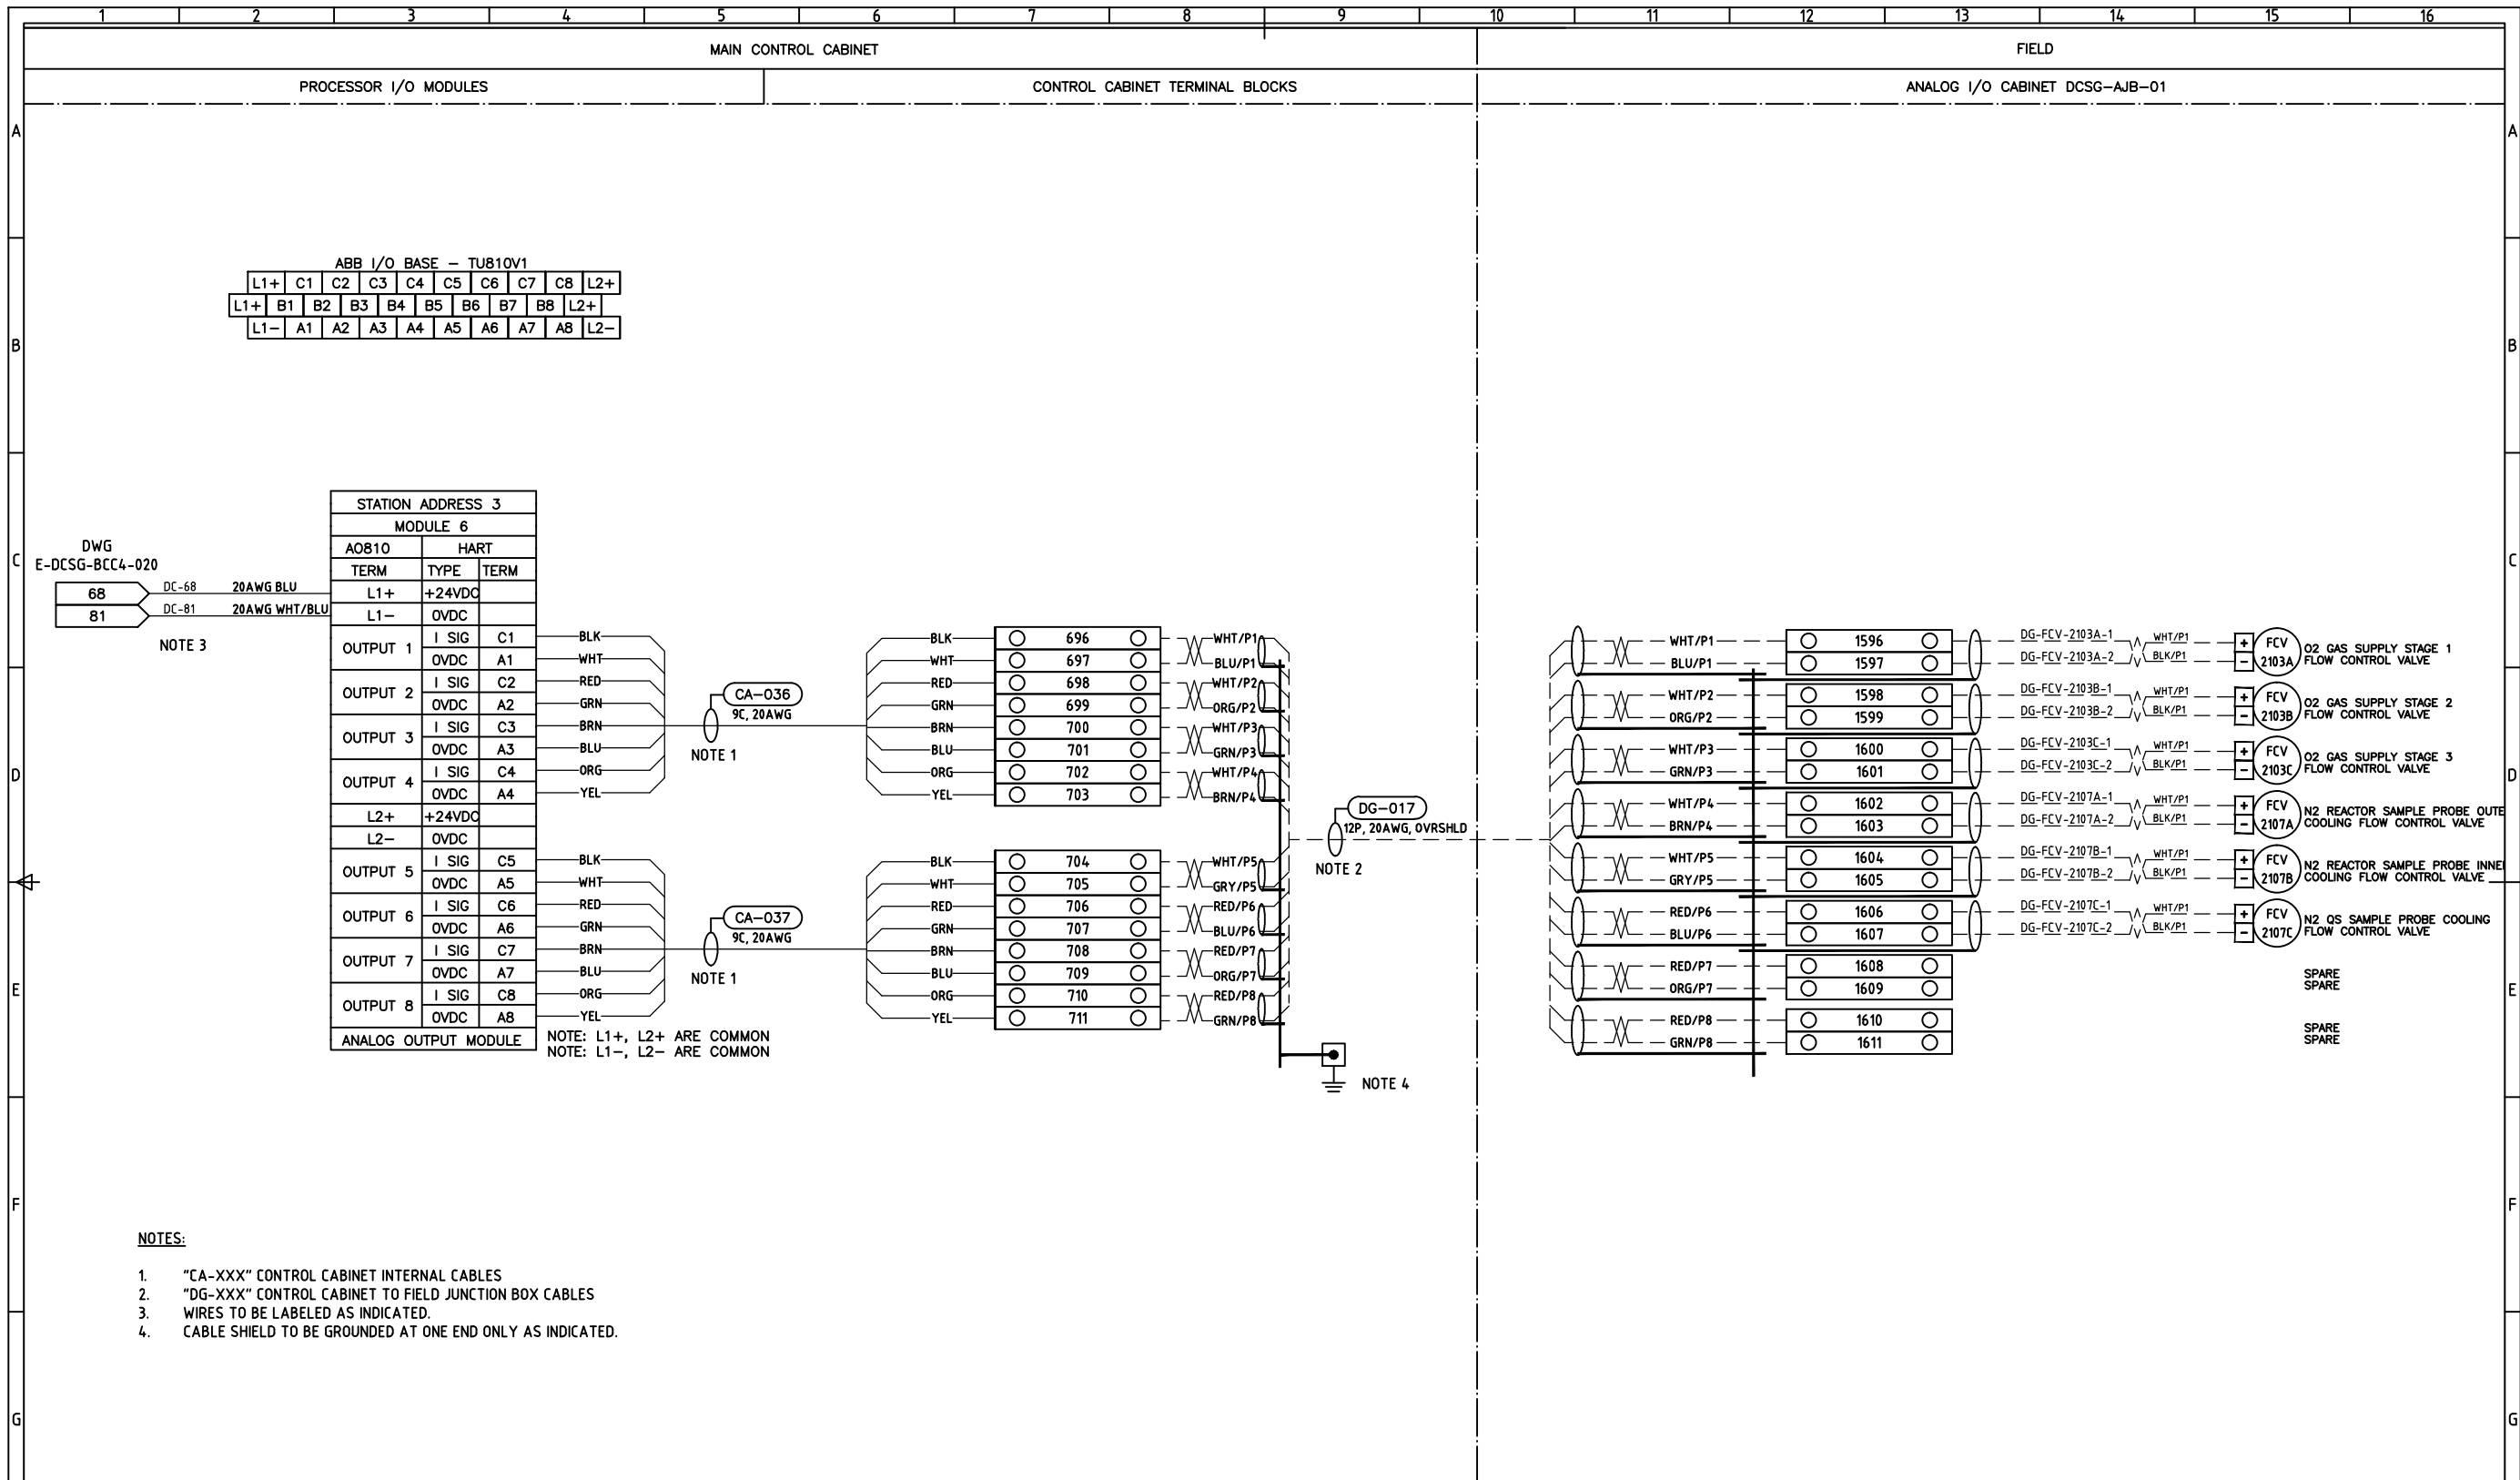 1 2 3 4 5 6 7 8 9 10 11 12 13 14 15 16
MAIN CONTROL CABINET
FIELD
PROCESSOR I/O MODULES
CONTROL CABINET TERMINAL BLOCKS
ANALOG I/O CABINET DCSG-AJB-01
A
A
B
B
C
C
D
D
E
E
F
F
G
G
ABB I/O BASE - TU810V1
L1+ C1 C2 C3 C4 C5 C6 C7 C8 L2+
L1+ B1 B2 B3 B4 B5 B6 B7 B8 L2+
L1- A1 A2 A3 A4 A5 A6 A7 A8 L2-
DWG
E-DCSG-BCC4-020
68 DC-68 20AWG BLU
81 DC-81 20AWG WHT/BLU
NOTE 3
STATION ADDRESS 3
MODULE 6
AO810 HART
TERM TYPE TERM
L1+ +24VDC
L1- 0VDC
OUTPUT 1
I SIG C1 BLK
0VDC A1 WHT
OUTPUT 2
I SIG C2 RED
0VDC A2 GRN
OUTPUT 3
I SIG C3 BRN
0VDC A3 BLU
OUTPUT 4
I SIG C4 ORG
0VDC A4 YEL
L2+ +24VDC
L2- 0VDC
OUTPUT 5
I SIG C5 BLK
0VDC A5 WHT
OUTPUT 6
I SIG C6 RED
0VDC A6 GRN
OUTPUT 7
I SIG C7 BRN
0VDC A7 BLU
OUTPUT 8
I SIG C8 ORG
0VDC A8 YEL
ANALOG OUTPUT MODULE
NOTE: L1+, L2+ ARE COMMON
NOTE: L1-, L2- ARE COMMON
CA-036
9C, 20AWG
NOTE 1
CA-037
9C, 20AWG
NOTE 1
BLK 696 WHT/P1
WHT 697 BLU/P1
RED 698 WHT/P2
GRN 699 ORG/P2
BRN 700 WHT/P3
BLU 701 GRN/P3
ORG 702 WHT/P4
YEL 703 BRN/P4
BLK 704 WHT/P5
WHT 705 GRY/P5
RED 706 RED/P6
GRN 707 BLU/P6
BRN 708 RED/P7
BLU 709 ORG/P7
ORG 710 RED/P8
YEL 711 GRN/P8
DG-017
12P, 20AWG, OVRSHLD
NOTE 2
NOTE 4
WHT/P1 1596 DG-FCV-2103A-1 WHT/P1 + FCV
BLU/P1 1597 DG-FCV-2103A-2 BLK/P1 - 2103A
O2 GAS SUPPLY STAGE 1
FLOW CONTROL VALVE
WHT/P2 1598 DG-FCV-2103B-1 WHT/P1 + FCV
ORG/P2 1599 DG-FCV-2103B-2 BLK/P1 - 2103B
O2 GAS SUPPLY STAGE 2
FLOW CONTROL VALVE
WHT/P3 1600 DG-FCV-2103C-1 WHT/P1 + FCV
GRN/P3 1601 DG-FCV-2103C-2 BLK/P1 - 2103C
O2 GAS SUPPLY STAGE 3
FLOW CONTROL VALVE
WHT/P4 1602 DG-FCV-2107A-1 WHT/P1 + FCV
BRN/P4 1603 DG-FCV-2107A-2 BLK/P1 - 2107A
N2 REACTOR SAMPLE PROBE OUTE
COOLING FLOW CONTROL VALVE
WHT/P5 1604 DG-FCV-2107B-1 WHT/P1 + FCV
GRY/P5 1605 DG-FCV-2107B-2 BLK/P1 - 2107B
N2 REACTOR SAMPLE PROBE INNE
COOLING FLOW CONTROL VALVE
RED/P6 1606 DG-FCV-2107C-1 WHT/P1 + FCV
BLU/P6 1607 DG-FCV-2107C-2 BLK/P1 - 2107C
N2 QS SAMPLE PROBE COOLING
FLOW CONTROL VALVE
RED/P7 1608 SPARE
ORG/P7 1609 SPARE
RED/P8 1610 SPARE
GRN/P8 1611 SPARE
NOTES:
1. "CA-XXX" CONTROL CABINET INTERNAL CABLES
2. "DG-XXX" CONTROL CABINET TO FIELD JUNCTION BOX CABLES
3. WIRES TO BE LABELED AS INDICATED.
4. CABLE SHIELD TO BE GROUNDED AT ONE END ONLY AS INDICATED.